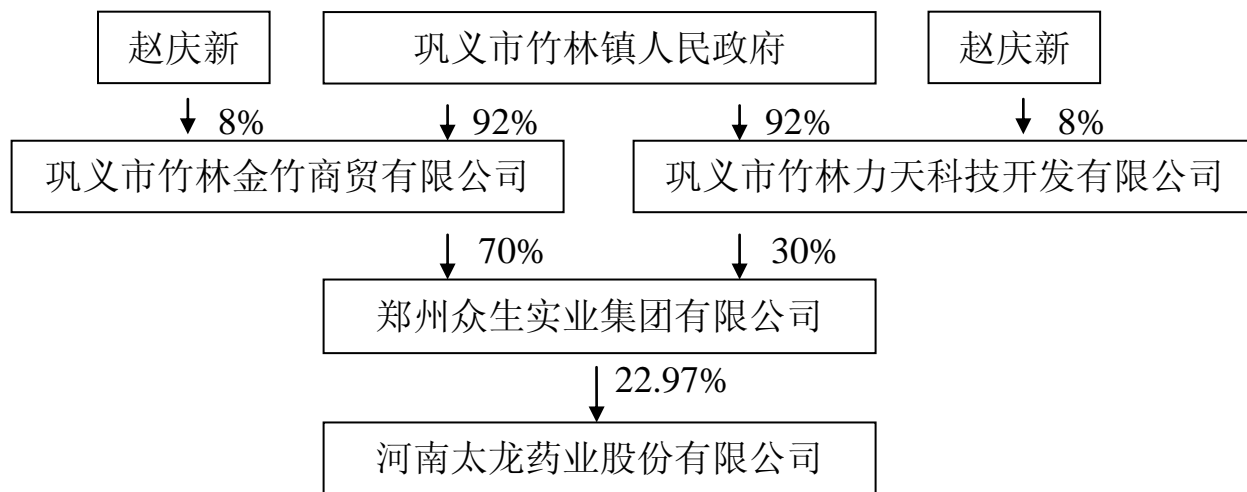 赵庆新
巩义市竹林镇人民政府
赵庆新
8%
92%
92%
8%
巩义市竹林金竹商贸有限公司
巩义市竹林力天科技开发有限公司
70%
30%
郑州众生实业集团有限公司
22.97%
河南太龙药业股份有限公司